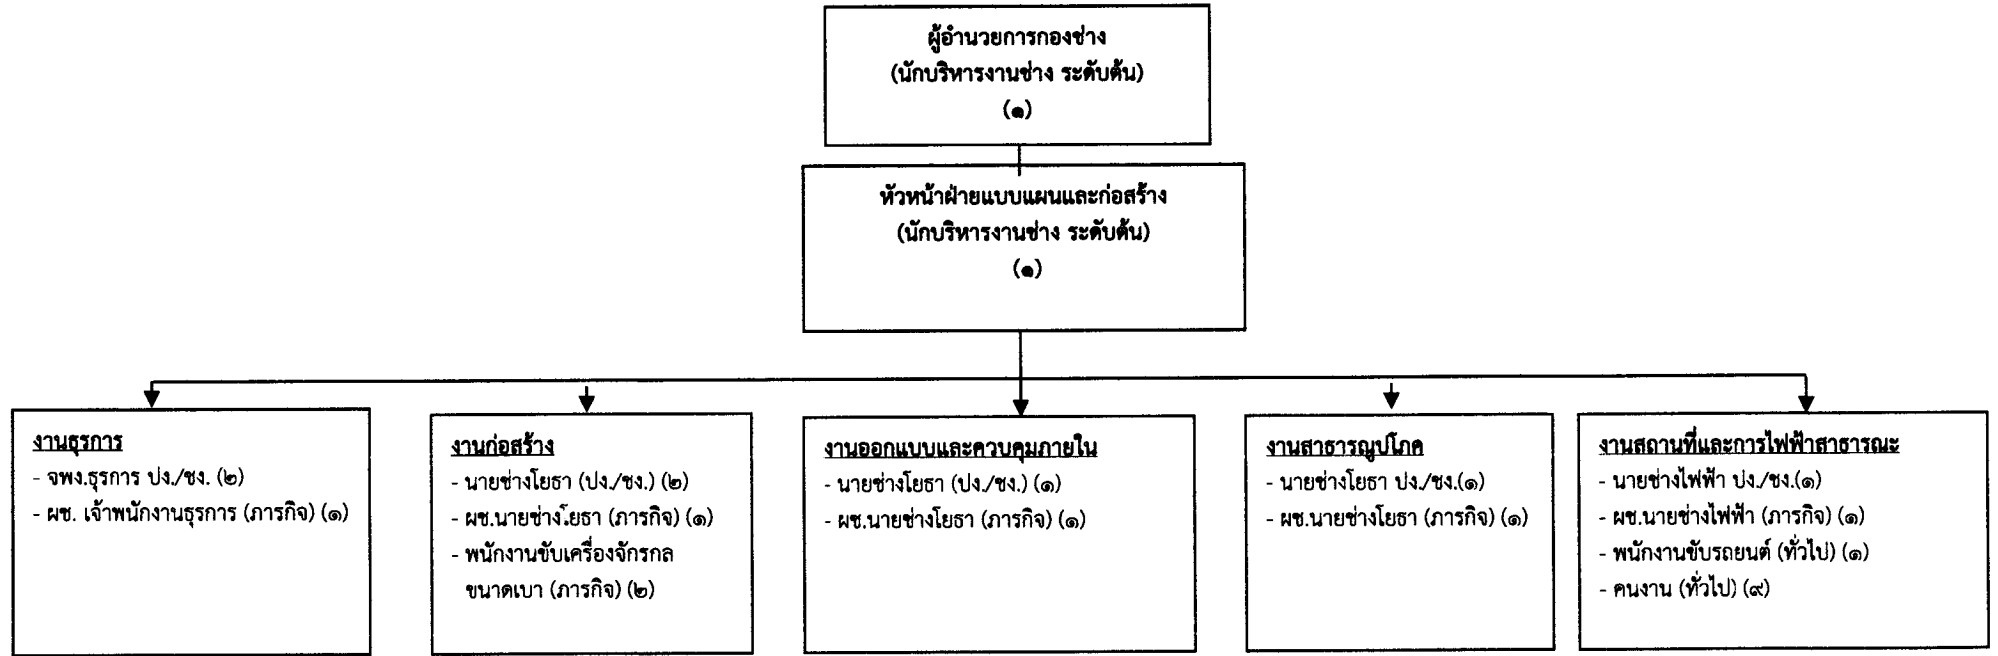 ผู้อำนวยการกองช่าง
(นักบริหารงานช่าง ระดับต้น)
(๑)
หัวหน้าฝ่ายแบบแผนและก่อสร้าง
(นักบริหารงานช่าง ระดับต้น)
(๑)
งานธุรการ
- จพง.ธุรการ ปง./ชง. (๒)
- ผช. เจ้าพนักงานธุรการ (ภารกิจ) (๑)
งานก่อสร้าง
- นายช่างโยธา (ปง./ชง.) (๒)
- ผช.นายช่างโยธา (ภารกิจ) (๑)
- พนักงานขับเครื่องจักรกล
ขนาดเบา (ภารกิจ) (๒)
งานออกแบบและควบคุมภายใน
- นายช่างโยธา (ปง./ชง.) (๑)
- ผช.นายช่างโยธา (ภารกิจ) (๑)
งานสาธารณูปโภค
- นายช่างโยธา ปง./ชง.(๑)
- ผช.นายช่างโยธา (ภารกิจ) (๑)
งานสถานที่และการไฟฟ้าสาธารณะ
- นายช่างไฟฟ้า ปง./ชง.(๑)
- ผช.นายช่างไฟฟ้า (ภารกิจ) (๑)
- พนักงานขับรถยนต์ (ทั่วไป) (๑)
- คนงาน (ทั่วไป) (๙)